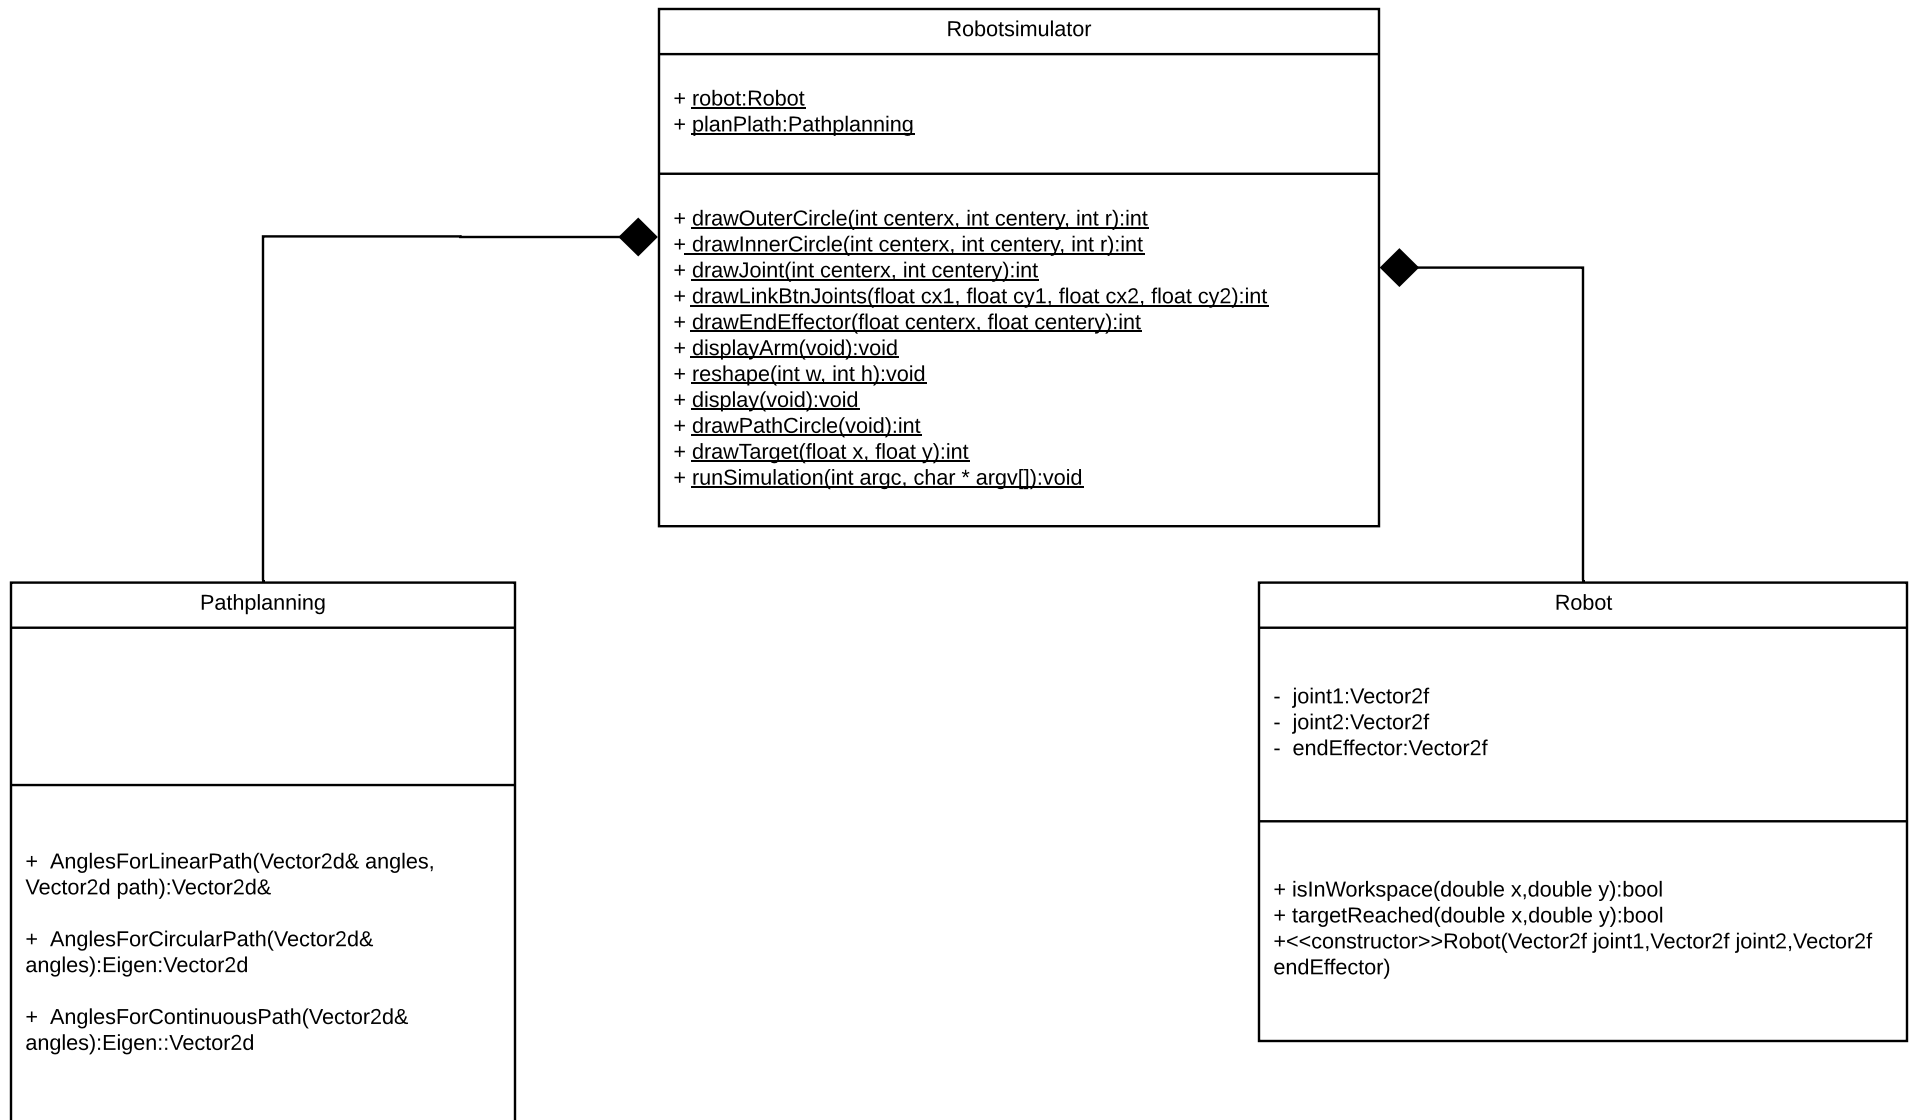 Robotsimulator
+ robot:Robot
+ planPlath:Pathplanning
+ drawOuterCircle(int centerx, int centery, int r):int
+ drawInnerCircle(int centerx, int centery, int r):int
+ drawJoint(int centerx, int centery):int
+ drawLinkBtnJoints(float cx1, float cy1, float cx2, float cy2):int
+ drawEndEffector(float centerx, float centery):int
+ displayArm(void):void
+ reshape(int w, int h):void
+ display(void):void
+ drawPathCircle(void):int
+ drawTarget(float x, float y):int
+ runSimulation(int argc, char * argv[]):void
Pathplanning
+ AnglesForLinearPath(Vector2d& angles,
Vector2d path):Vector2d&
+ AnglesForCircularPath(Vector2d&
angles):Eigen:Vector2d
+ AnglesForContinuousPath(Vector2d&
angles):Eigen::Vector2d
Robot
- joint1:Vector2f
- joint2:Vector2f
- endEffector:Vector2f
+ isInWorkspace(double x,double y):bool
+ targetReached(double x,double y):bool
+<<constructor>>Robot(Vector2f joint1,Vector2f joint2,Vector2f
endEffector)